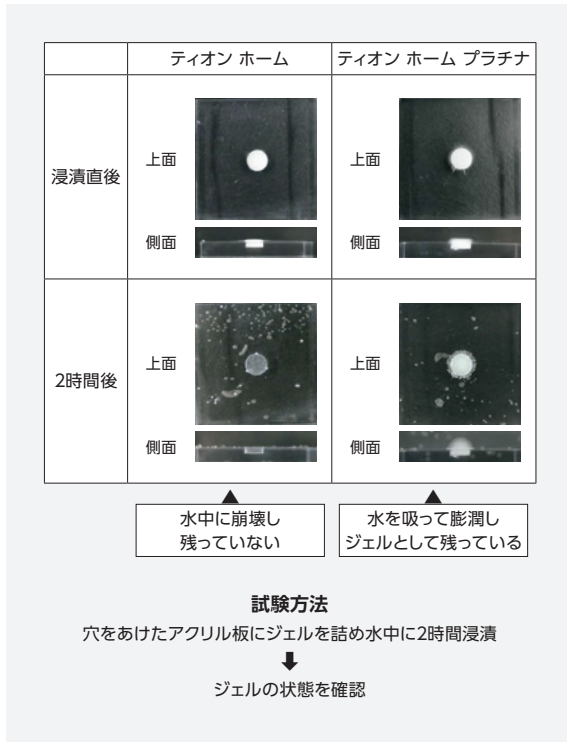 ティオン ホーム
ティオン ホーム プラチナ
浸漬直後
上面
側面
上面
側面
2時間後
上面
側面
上面
側面
水中に崩壊し
残っていない
水を吸って膨潤し
ジェルとして残っている
試験方法
穴をあけたアクリル板にジェルを詰め水中に2時間浸漬
ジェルの状態を確認